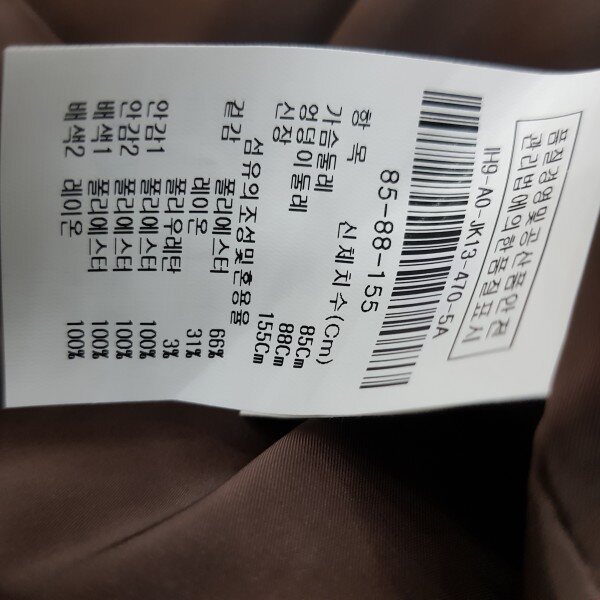 품질경영및공산품안전
관리법에의한품질표시
IH9-A0-JK13-470-5A
85-88-155
항 목 신체치수(Cm)
가슴둘레 85Cm
엉덩이둘레 88Cm
신장 155Cm
섬유의조성및혼용율
겉감 폴리에스터 66%
레이온 31%
폴리우레탄 3%
안감1 폴리에스터 100%
안감2 폴리에스터 100%
배색1 폴리에스터 100%
배색2 레이온 100%